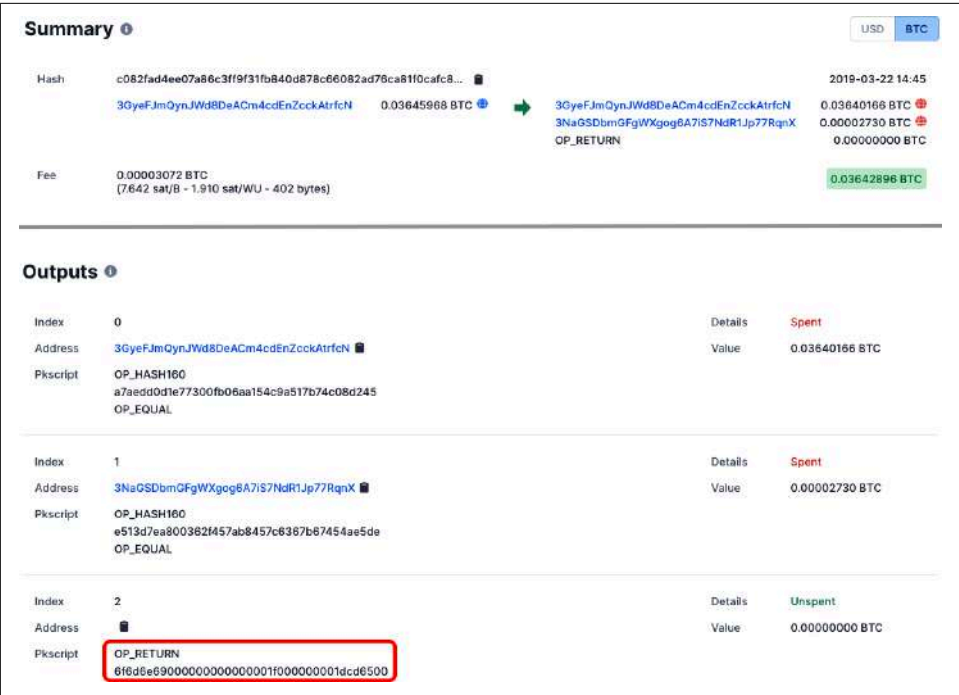 Summary
USD BTC
Hash c082fad4ee07a86c3ff9f31fb840d878c66082ad76ca81f0cafc8... 2019-03-22 14:45
3GyeFJmQynJWd8DeACm4cdEnZcckAtrfcN 0.03645968 BTC 3GyeFJmQynJWd8DeACm4cdEnZcckAtrfcN 0.03640166 BTC
3NaGSDbmGFgWXgog6A7iS7NdR1Jp77RqnX 0.00002730 BTC
OP_RETURN 0.00000000 BTC
Fee 0.00003072 BTC 0.03642896 BTC
(7.642 sat/B - 1.910 sat/WU - 402 bytes)
Outputs
Index 0 Details Spent
Address 3GyeFJmQynJWd8DeACm4cdEnZcckAtrfcN Value 0.03640166 BTC
Pkscript OP_HASH160
a7aedd0d1e77300fb06aa154c9a517b74c08d245
OP_EQUAL
Index 1 Details Spent
Address 3NaGSDbmGFgWXgog6A7iS7NdR1Jp77RqnX Value 0.00002730 BTC
Pkscript OP_HASH160
e513d7ea800362f457ab8457c6367b67454ae5de
OP_EQUAL
Index 2 Details Unspent
Address Value 0.00000000 BTC
Pkscript OP_RETURN
6f6d6e69000000000000001f000000001dcd6500